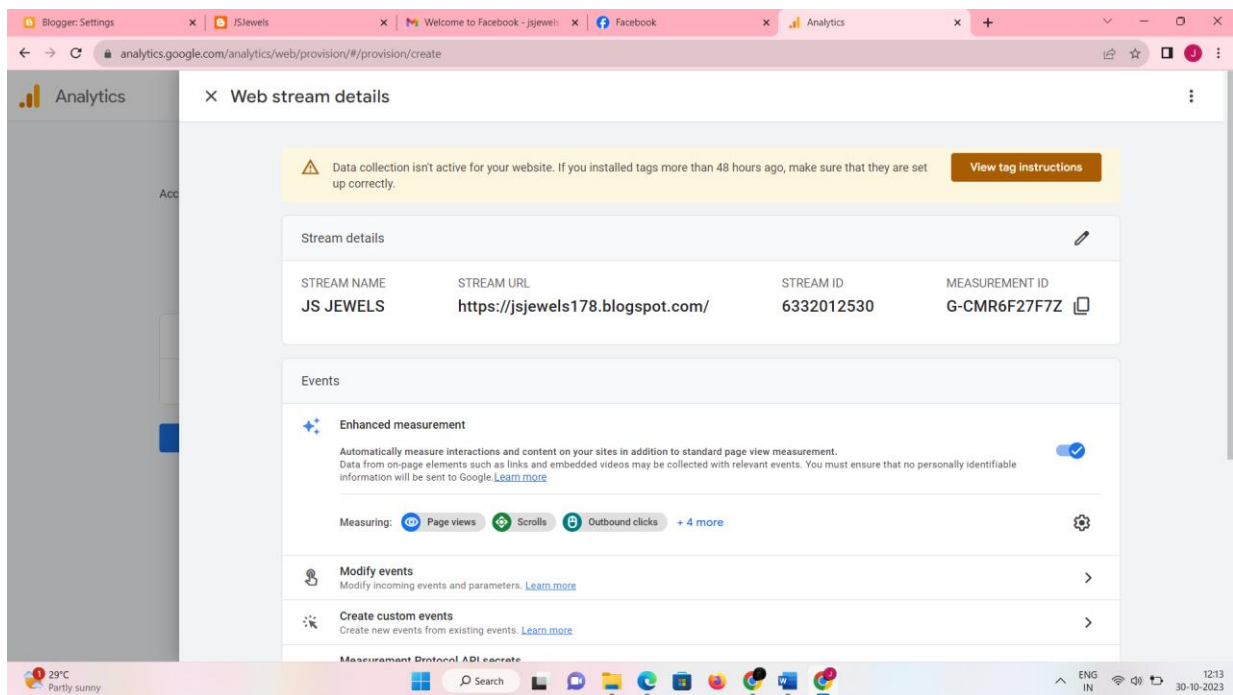 Blogger: Settings
JSJewels
Welcome to Facebook - jsjewels
Facebook
Analytics
analytics.google.com/analytics/web/provision/#/provision/create
J
Analytics
Web stream details
Data collection isn't active for your website. If you installed tags more than 48 hours ago, make sure that they are set
up correctly.
View tag instructions
Acc
Stream details
STREAM NAME STREAM URL STREAM ID MEASUREMENT ID
JS JEWELS https://jsjewels178.blogspot.com/ 6332012530 G-CMR6F27F7Z
Events
Enhanced measurement
Automatically measure interactions and content on your sites in addition to standard page view measurement.
Data from on-page elements such as links and embedded videos may be collected with relevant events. You must ensure that no personally identifiable
information will be sent to Google.Learn more
Measuring: Page views Scrolls Outbound clicks + 4 more
Modify events
Modify incoming events and parameters. Learn more
Create custom events
Create new events from existing events. Learn more
Measurement Protocol API secrets
1 29°C
Partly sunny
Search
ENG
IN
12:13
30-10-2023